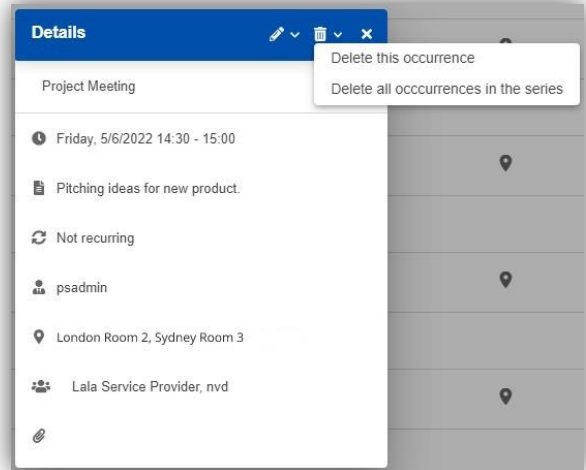 Details
Delete this occurrence
Delete all occcurrences in the series
Project Meeting
Friday, 5/6/2022 14:30 - 15:00
Pitching ideas for new product.
Not recurring
psadmin
London Room 2, Sydney Room 3
Lala Service Provider, nvd